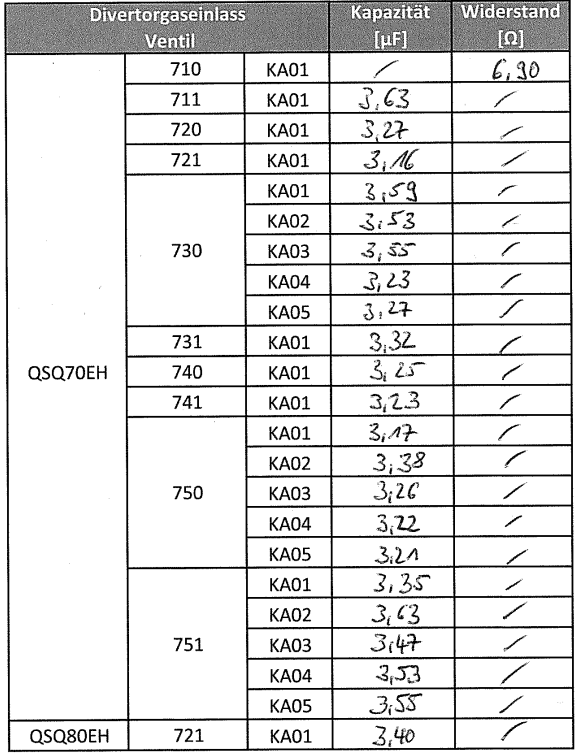 Divertorgaseinlass Kapazität Widerstand
Ventil [µF] [Ω]
710 KA01 / 6,90
711 KA01 3,63 /
720 KA01 3,27 /
721 KA01 3,16 /
KA01 3,59 /
KA02 3,53 /
730 KA03 3,55 /
KA04 3,23 /
KA05 3,27 /
731 KA01 3,32 /
QSQ70EH 740 KA01 3,25 /
741 KA01 3,23 /
KA01 3,17 /
KA02 3,38 /
750 KA03 3,26 /
KA04 3,22 /
KA05 3,21 /
KA01 3,35 /
KA02 3,63 /
751 KA03 3,47 /
KA04 3,53 /
KA05 3,55 /
QSQ80EH 721 KA01 3,40 /